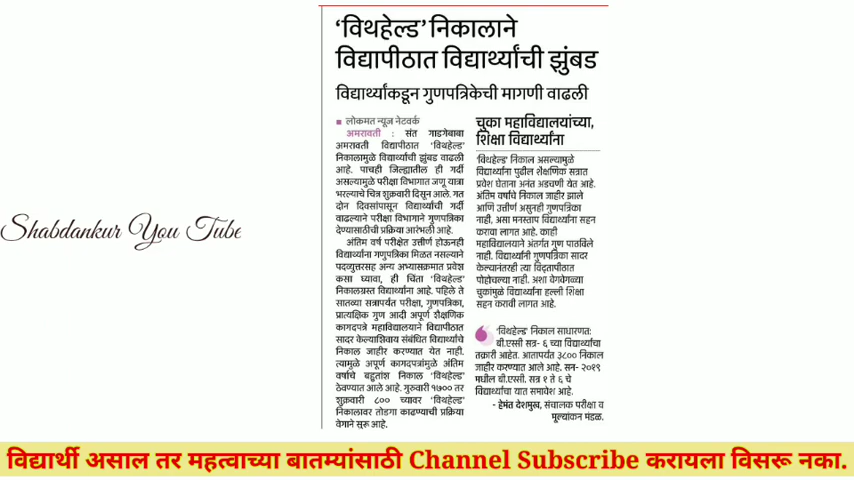 'विथहेल्ड' निकालाने
विद्यापीठात विद्यार्थ्यांची झुंबड
विद्यार्थ्यांकडून गुणपत्रिकेची मागणी वाढली
लोकमत न्यूज नेटवर्क
अमरावती : संत गाडगेबाबा
अमरावती विद्यापीठात 'विथहेल्ड'
निकालामुळे विद्यार्थ्यांची झुंबड वाढली
आहे. पाचही जिल्ह्यातील ही गर्दी
असल्यामुळे परीक्षा विभागात जणू यात्रा
भरल्याचे चित्र शुक्रवारी दिसून आले. गत
दोन दिवसांपासून विद्यार्थ्यांची गर्दी
वाढल्याने परीक्षा विभागाने गुणपत्रिका
देण्यासाठीची प्रक्रिया आरंभली आहे.
अंतिम वर्ष परीक्षेत उत्तीर्ण होऊनही
विद्यार्थ्यांना गणुपत्रिका मिळत नसल्याने
पदव्युत्तरसह अन्य अभ्यासक्रमात प्रवेश
कसा घ्यावा, ही चिंता 'विथहेल्ड'
निकालग्रस्त विद्यार्थ्यांना आहे. पहिले ते
सातव्या सत्रापर्यंत परीक्षा, गुणपत्रिका,
प्रात्यक्षिक गुण आदी अपूर्ण शैक्षणिक
कागदपत्रे महाविद्यालयाने विद्यापीठात
सादर केल्याशिवाय संबंधित विद्यार्थ्यांचे
निकाल जाहीर करण्यात येत नाही.
त्यामुळे अपूर्ण कागदपत्रांमुळे अंतिम
वर्षाचे बहुतांश निकाल 'विथहेल्ड'
ठेवण्यात आले आहे. गुरुवारी १७०० तर
शुक्रवारी ८०० च्यावर 'विथहेल्ड'
निकालावर तोडगा काढण्याची प्रक्रिया
वेगाने सुरू आहे.
चुका महाविद्यालयांच्या,
शिक्षा विद्यार्थ्यांना
'विथहेल्ड' निकाल असल्यामुळे
विद्यार्थ्यांना पुढील शैक्षणिक सत्रात
प्रवेश घेताना अनंत अडचणी येत आहे.
अंतिम वर्षाचे निकाल जाहीर झाले
आणि उत्तीर्ण असुनही गुणपत्रिका
नाही, असा मनस्ताप विद्यार्थ्यांना सहन
करावा लागत आहे. काही
महाविद्यालयाने अंतर्गत गुण पाठविले
नाही. विद्यार्थ्यांनी गुणपत्रिका सादर
केल्यानंतरही त्या विद्यापीठात
पोहोचल्या नाही. अशा वेगवेगळ्या
चुकांमुळे विद्यार्थ्यांना हल्ली शिक्षा
सहन करावी लागत आहे.
'विथहेल्ड' निकाल साधारणत:
बी.एस्सी सत्र- ६ च्या विद्यार्थ्यांचा
तक्रारी आहेत. आतापर्यंत ३८०० निकाल
जाहीर करण्यात आले आहे. सन- २०१९
मधील बी.एस्सी. सत्र १ ते ६ चे
विद्यार्थ्यांचा यात समावेश आहे.
- हेमंत देशमुख, संचालक परीक्षा व
मूल्यांकन मंडळ.
Shabdankur You Tube
विद्यार्थी असाल तर महत्वाच्या बातम्यांसाठी Channel Subscribe करायला विसरू नका.